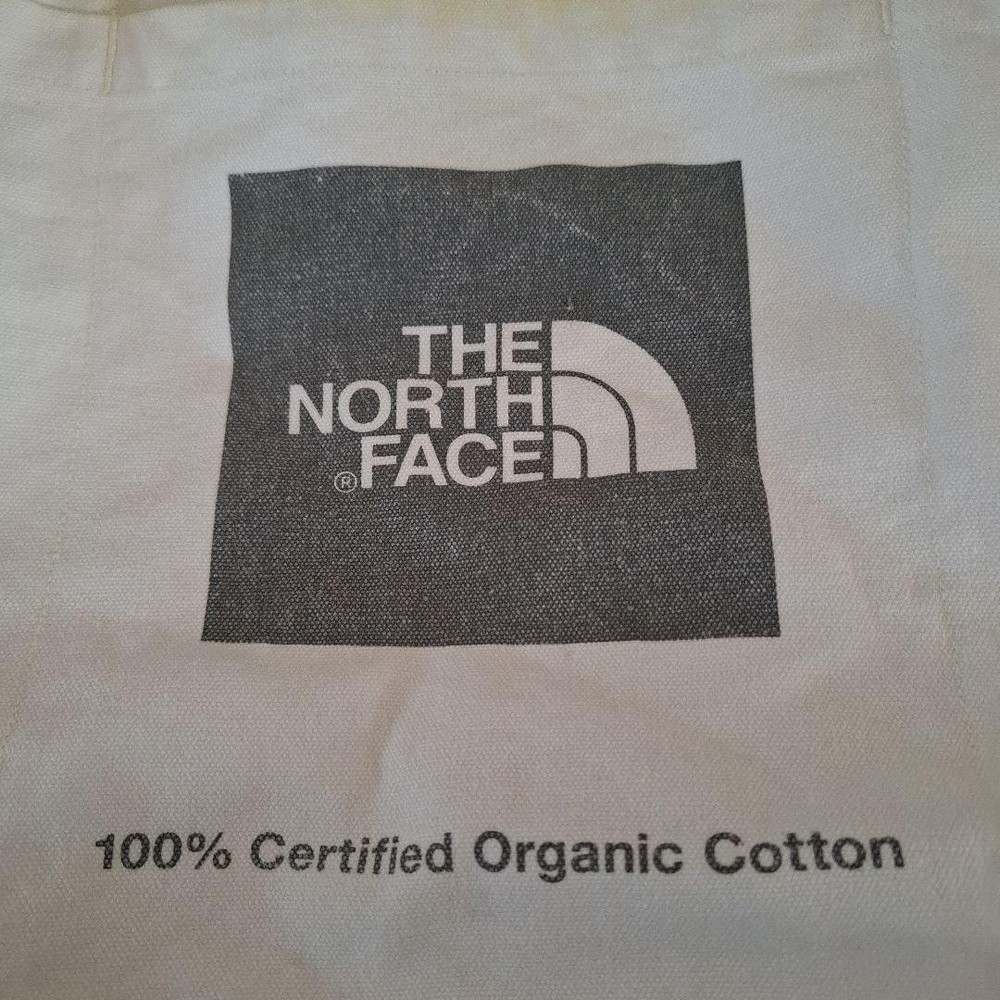 THE
NORTH
®FACE
100% Certified Organic Cotton